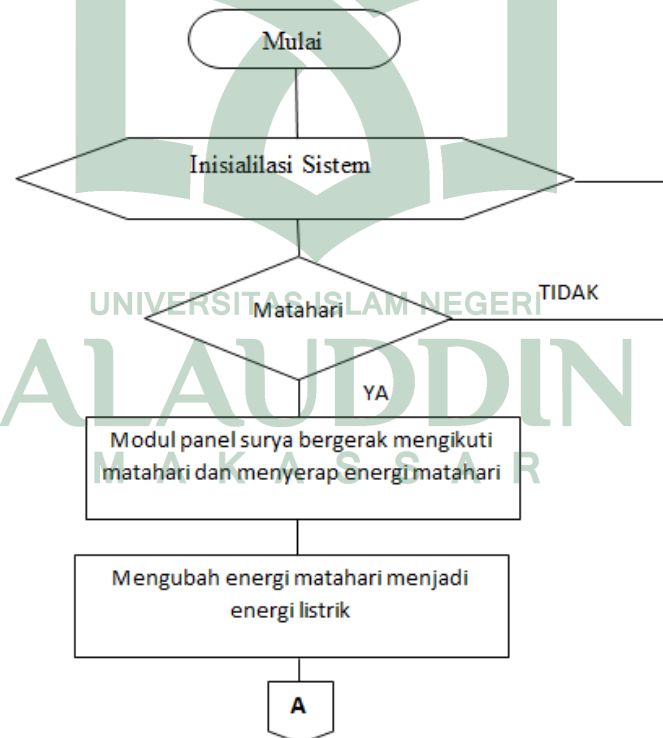 Mulai
Inisialilasi Sistem
UNIVERSITAS ISLAM NEGERI
TIDAK
Matahari
ALAUDDIN
YA
Modul panel surya bergerak mengikuti
matahari dan menyerap energi matahari
MAKASSAR
Mengubah energi matahari menjadi
energi listrik
A